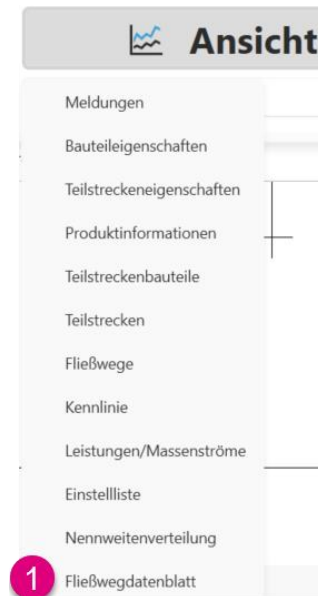 Ansicht
Meldungen
Bauteileigenschaften
Teilstreckeneigenschaften
Produktinformationen
Teilstreckenbauteile
Teilstrecken
Fließwege
Kennlinie
Leistungen/Massenströme
Einstellliste
Nennweitenverteilung
1 Fließwegdatenblatt